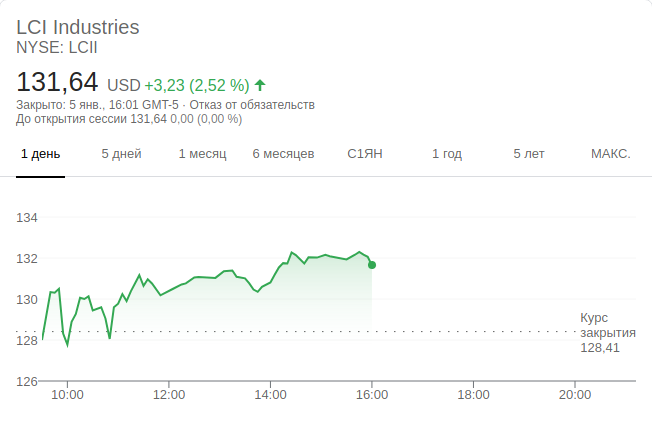 LCI Industries
NYSE: LCII
131,64 USD +3,23 (2,52 %)
Закрыто: 5 янв., 16:01 GMT-5 · Отказ от обязательств
До открытия сессии 131,64 0,00 (0,00 %)
1 день 5 дней 1 месяц 6 месяцев С1ЯН 1 год 5 лет МАКС.
134
132
130
Курс
закрытия
128,41
128
126
10:00 12:00 14:00 16:00 18:00 20:00